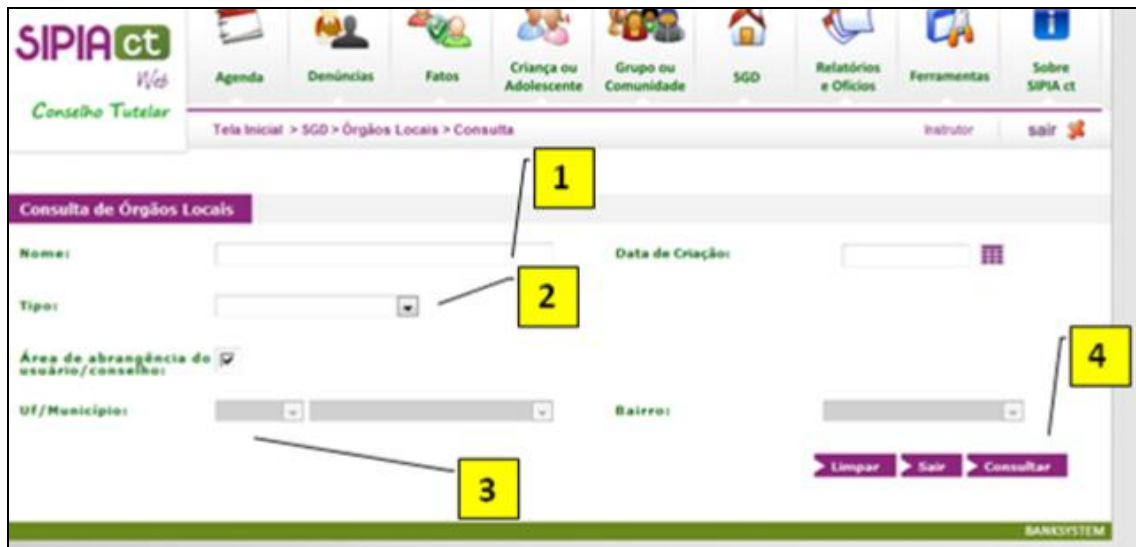 SIPIA ct
Web
Conselho Tutelar
Agenda
Denúncias
Fatos
Criança ou
Adolescente
Grupo ou
Comunidade
SGD
Relatórios
e Ofícios
Ferramentas
Sobre
SIPIA ct
Tela Inicial > SGD > Órgãos Locais > Consulta
Instrutor
sair
1
Consulta de Órgãos Locais
Nome:
Data de Criação:
2
Tipo:
4
Área de abrangência do
usuário/conselho:
Uf/Município:
Bairro:
3
Limpar
Sair
Consultar
BANKSYSTEM